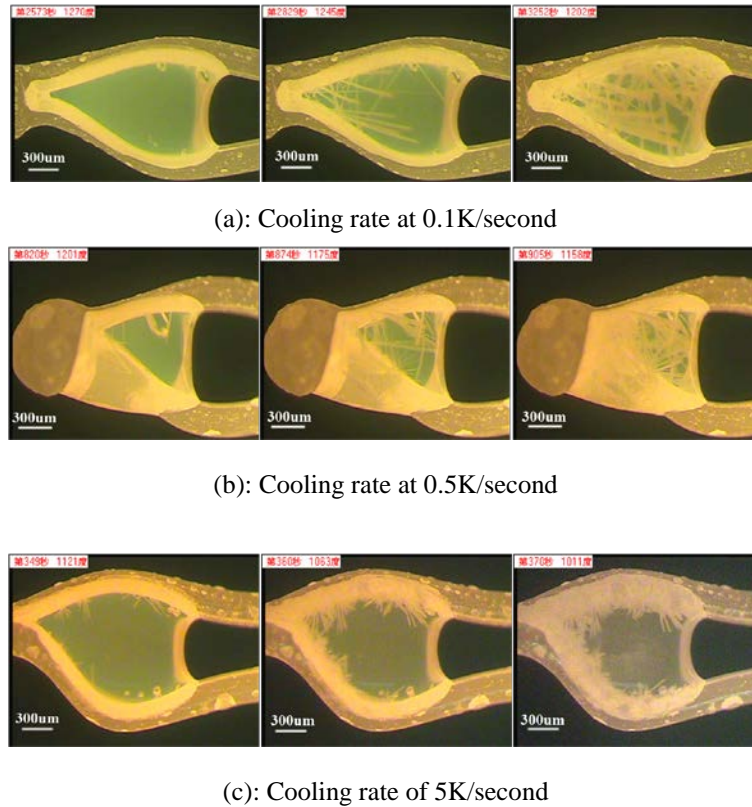 第2573秒 1270度
第2829秒 1245度
第3252秒 1202度
300um
300um
300um
(a): Cooling rate at 0.1K/second
第820秒 1201度
第874秒 1175度
第905秒 1158度
300um
300um
300um
(b): Cooling rate at 0.5K/second
第349秒 1121度
第360秒 1063度
第370秒 1011度
300um
300um
300um
(c): Cooling rate of 5K/second